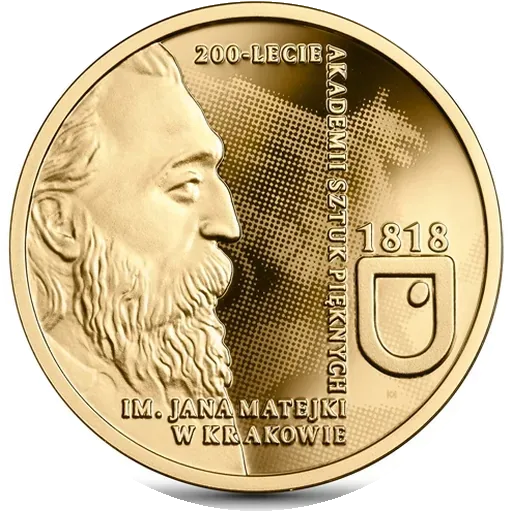 200-LECIE
AKADEMII SZTUK PIĘKNYCH
1818
IM. JANA MATEJKI
W KRAKOWIE